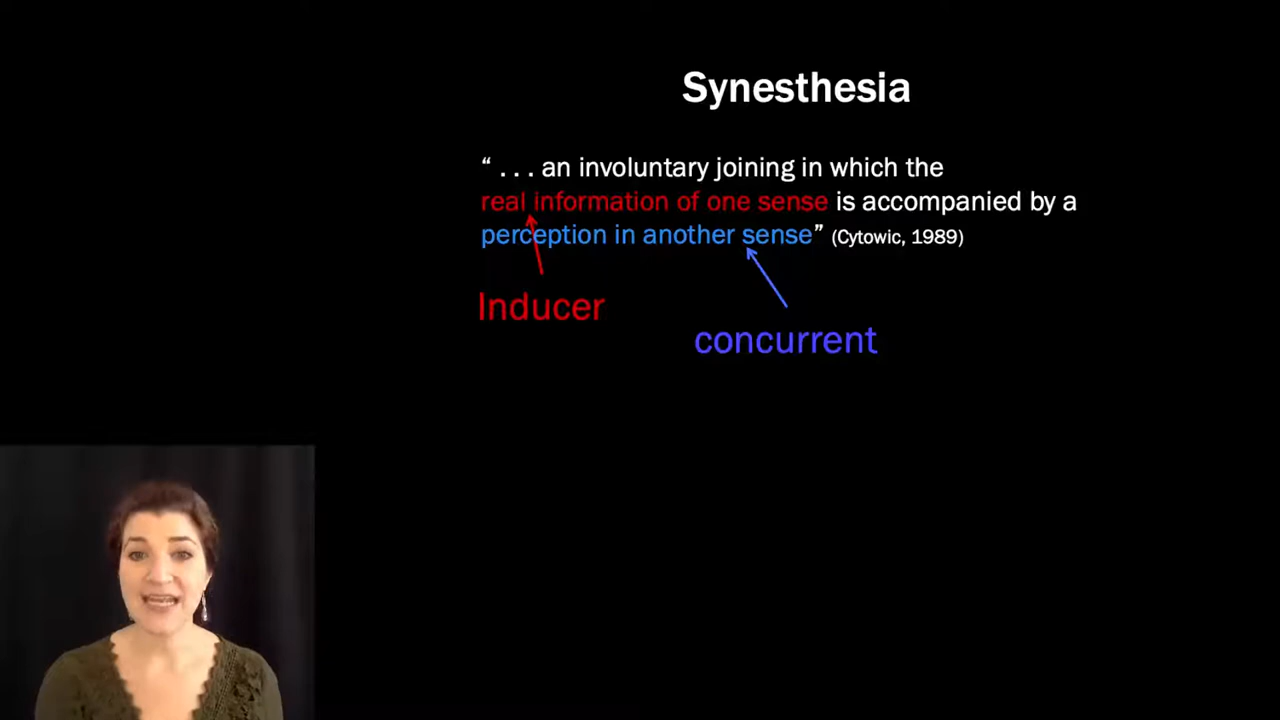 Synesthesia
“ . . . an involuntary joining in which the
real information of one sense is accompanied by a
perception in another sense” (Cytowic, 1989)
Inducer
concurrent